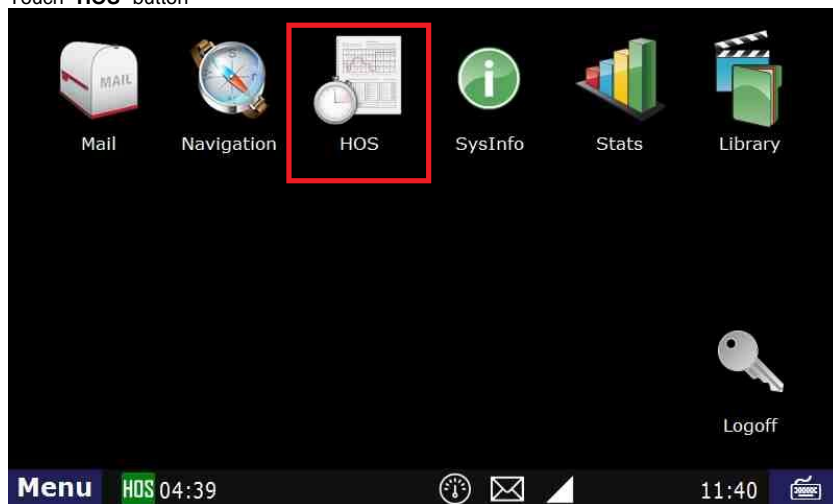 Touch "HOS" button
MAIL
Mail Navigation HOS SysInfo Stats Library
Logoff
Menu HOS 04:39 11:40